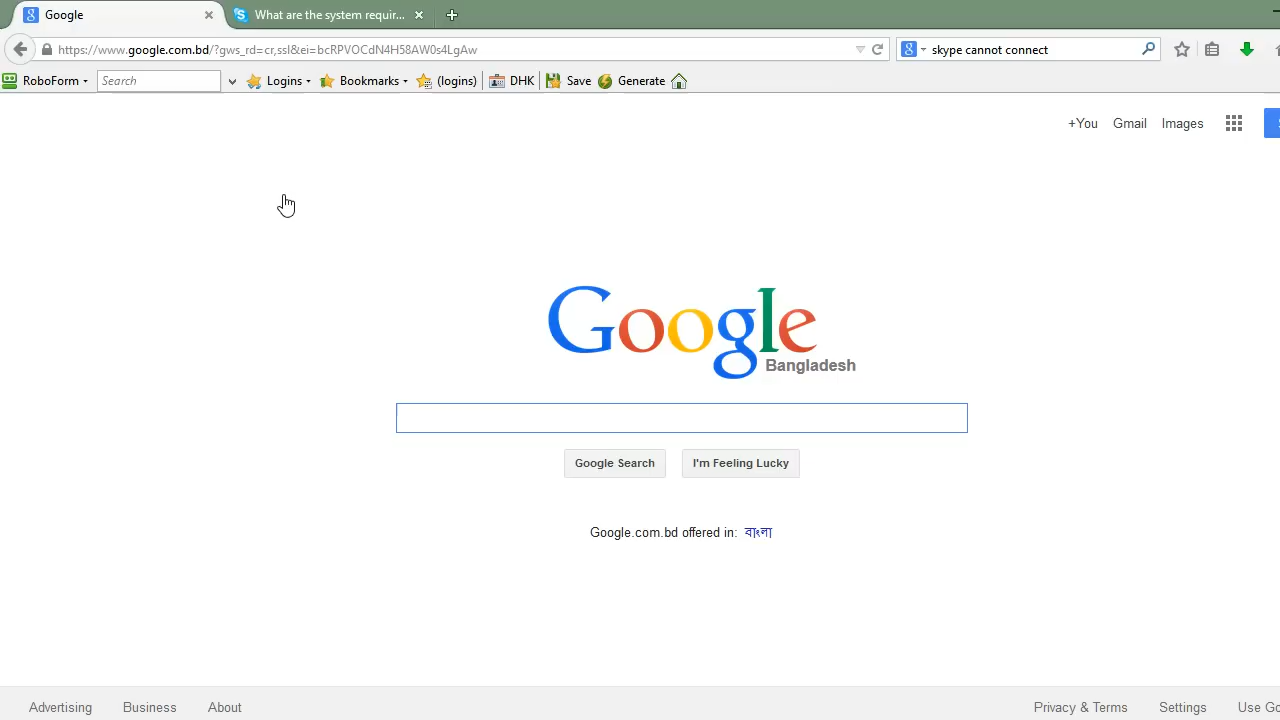 Google
What are the system requir...
https://www.google.com.bd/?gws_rd=cr,ssl&ei=bcRPVOCdN4H58AW0s4LgAw
skype cannot connect
RoboForm
Search
Logins
Bookmarks
(logins)
DHK
Save
Generate
+You Gmail Images
Google
Bangladesh
Google Search I'm Feeling Lucky
Google.com.bd offered in: বাংলা
Advertising Business About Privacy & Terms Settings Use Go